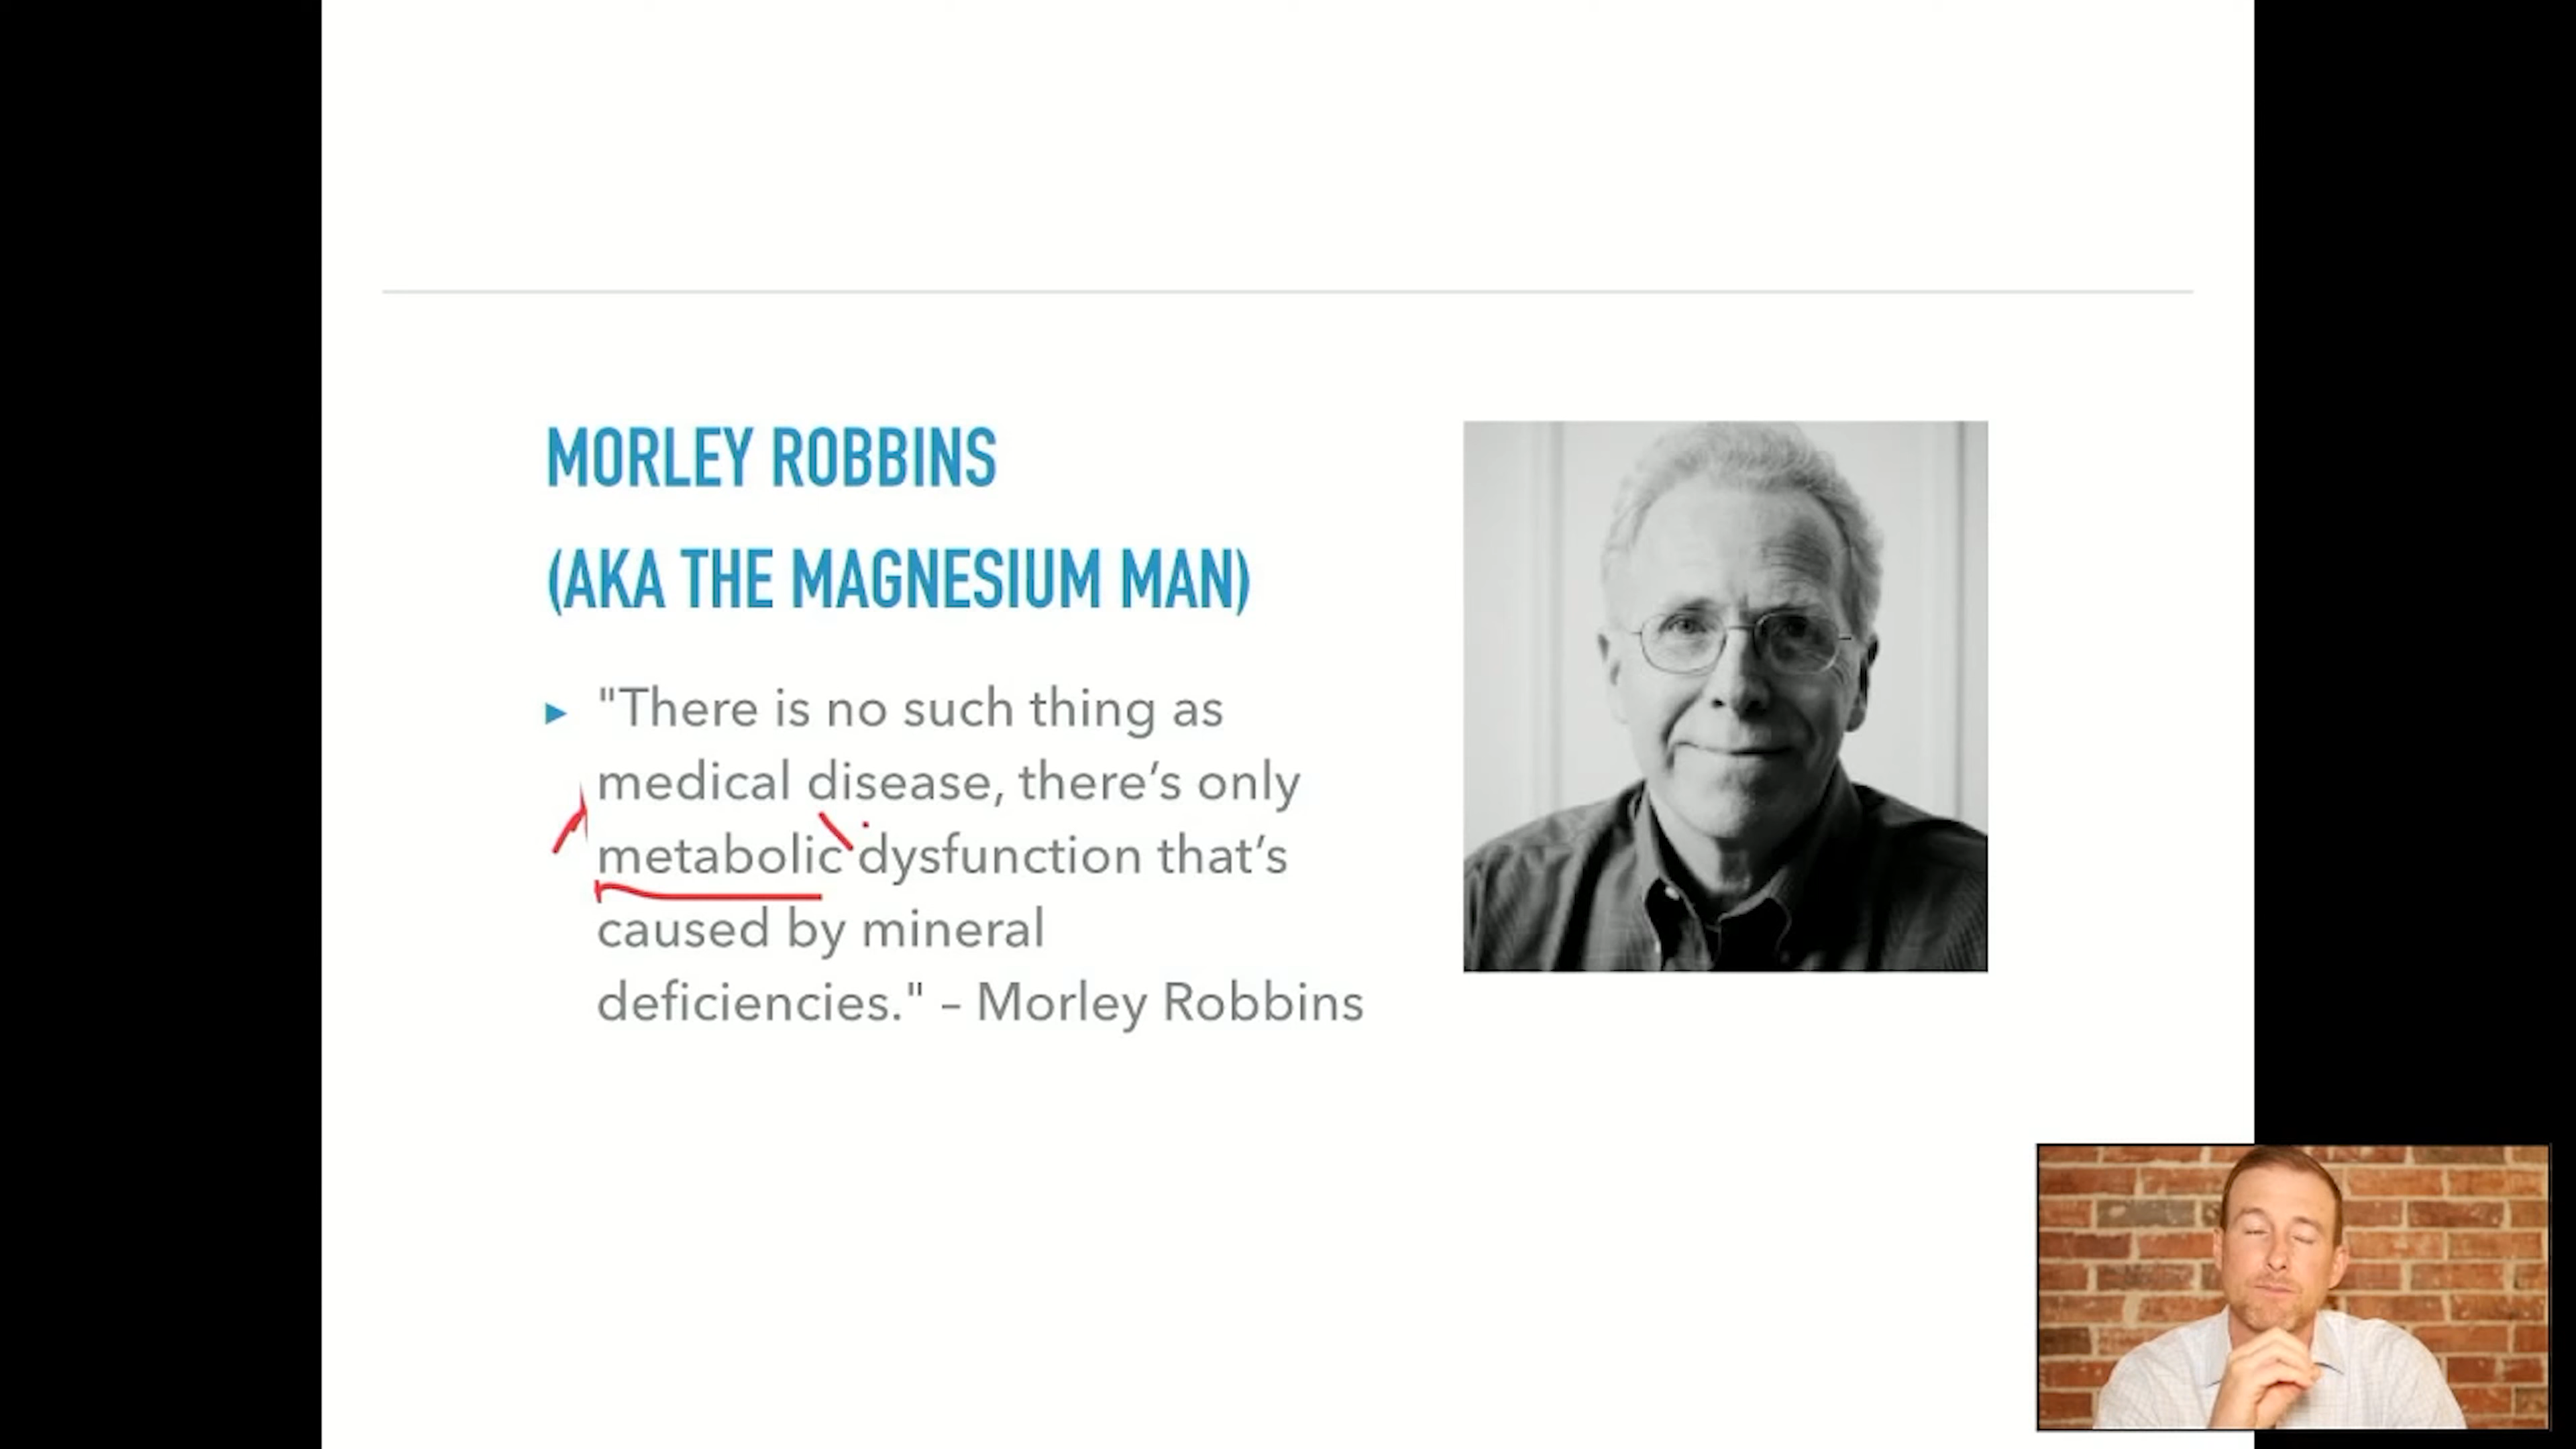 MORLEY ROBBINS
(AKA THE MAGNESIUM MAN)
▸ "There is no such thing as
medical disease, there’s only
metabolic dysfunction that’s
caused by mineral
deficiencies." – Morley Robbins